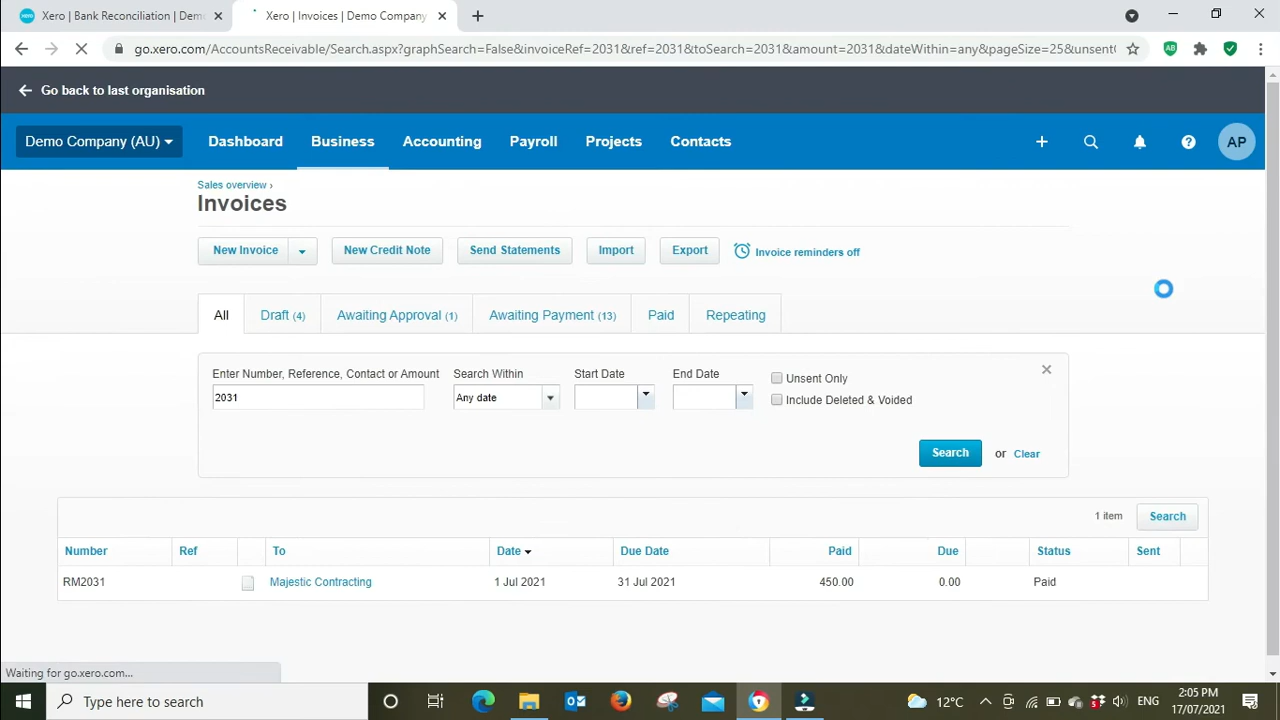 Xero | Bank Reconciliation | Demo
Xero | Invoices | Demo Company
go.xero.com/AccountsReceivable/Search.aspx?graphSearch=False&invoiceRef=2031&ref=2031&toSearch=2031&amount=2031&dateWithin=any&pageSize=25&unsentO
Go back to last organisation
Demo Company (AU) Dashboard Business Accounting Payroll Projects Contacts AP
Sales overview ›
Invoices
New Invoice New Credit Note Send Statements Import Export Invoice reminders off
All Draft (4) Awaiting Approval (1) Awaiting Payment (13) Paid Repeating
Enter Number, Reference, Contact or Amount Search Within Start Date End Date Unsent Only
2031 Any date Include Deleted & Voided
Search or Clear
1 item Search
Number Ref To Date Due Date Paid Due Status Sent
RM2031 Majestic Contracting 1 Jul 2021 31 Jul 2021 450.00 0.00 Paid
Waiting for go.xero.com...
Type here to search 12°C ENG 2:05 PM
17/07/2021